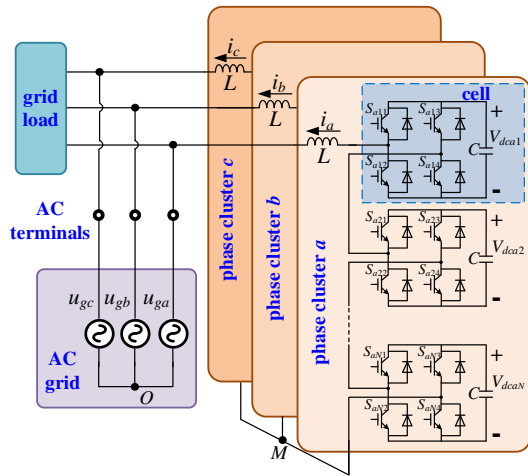 i_c
L
i_b
L
i_a
L
grid
load
AC
terminals
u_gc
u_gb
u_ga
AC
grid
O
phase cluster c
phase cluster b
phase cluster a
M
cell
S_a11
S_a13
S_a12
S_a14
C
+
V_dca1
-
S_a21
S_a23
S_a22
S_a24
C
+
V_dca2
-
S_aN1
S_aN3
S_aN2
S_aN4
C
+
V_dcaN
-